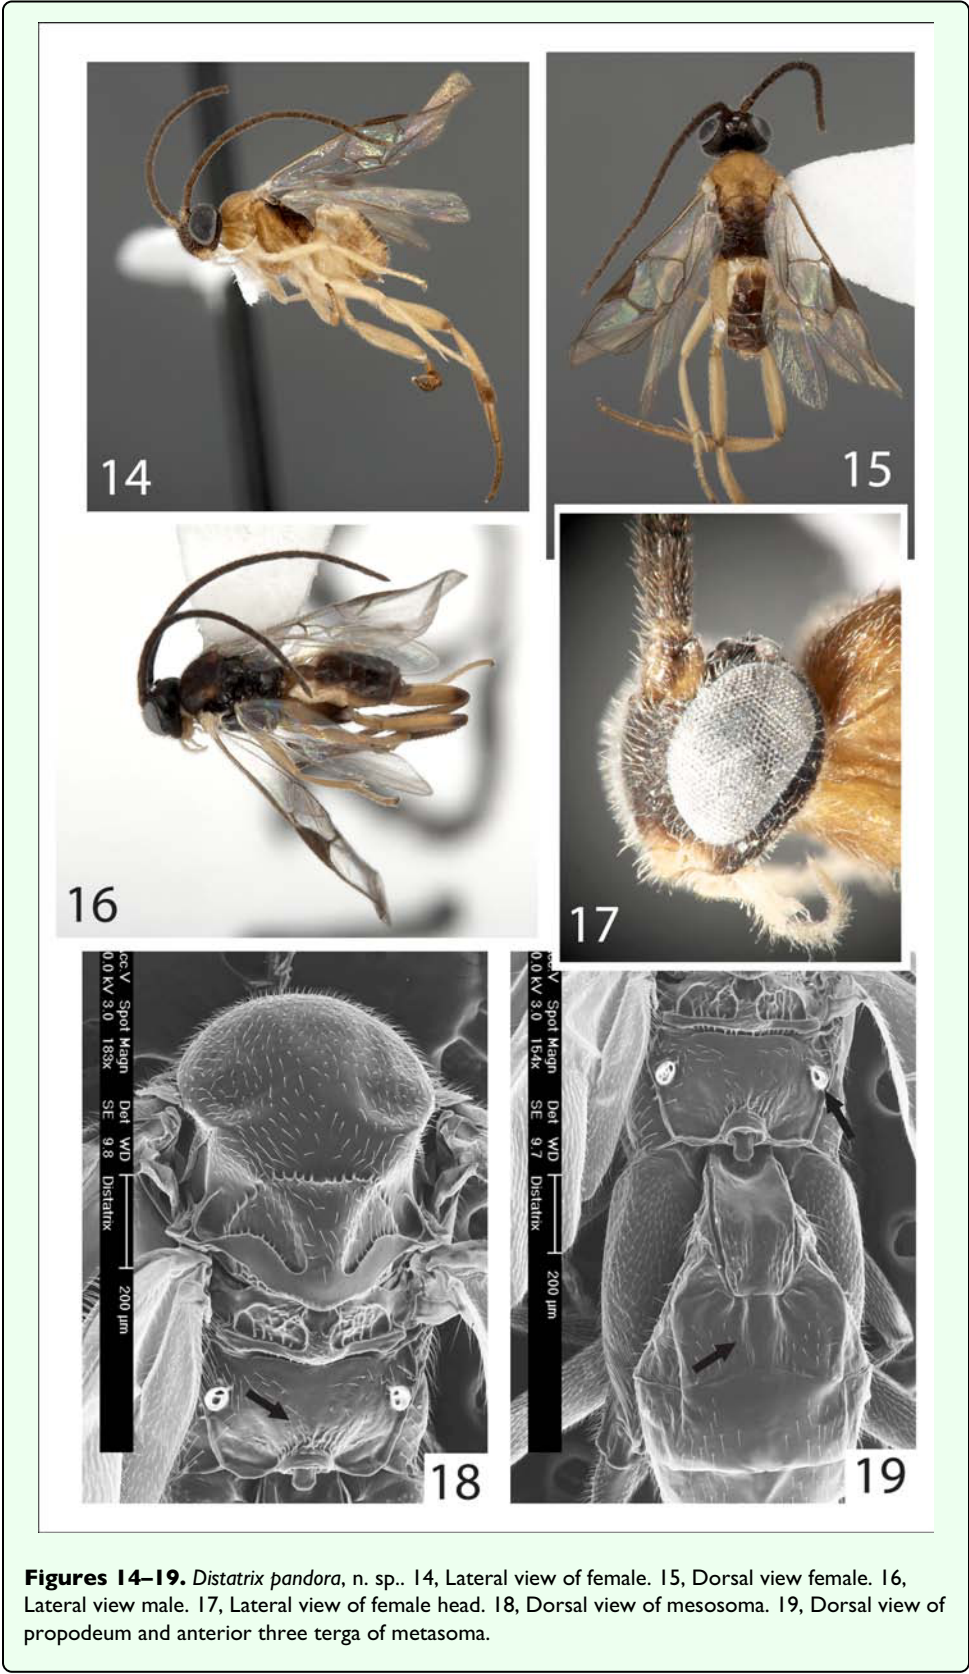 14
15
16
17
cc.V Spot Magn Det WD
0.0 kV 3.0 183x SE 9.8 Distatrix
200 µm
18
cc.V Spot Magn Det WD
0.0 kV 3.0 154x SE 9.7 Distatrix
200 µm
19
Figures 14–19. Distatrix pandora, n. sp.. 14, Lateral view of female. 15, Dorsal view female. 16,
Lateral view male. 17, Lateral view of female head. 18, Dorsal view of mesosoma. 19, Dorsal view of
propodeum and anterior three terga of metasoma.